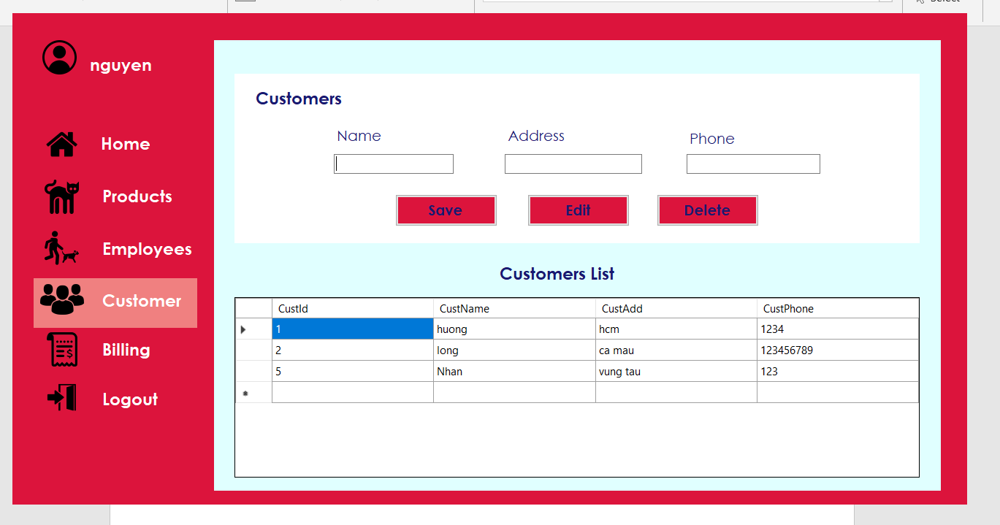 Select
nguyen
Home
Products
Employees
Customer
Billing
Logout
Customers
Name Address Phone
Save Edit Delete
Customers List
CustId CustName CustAdd CustPhone
1 huong hcm 1234
2 long ca mau 123456789
5 Nhan vung tau 123